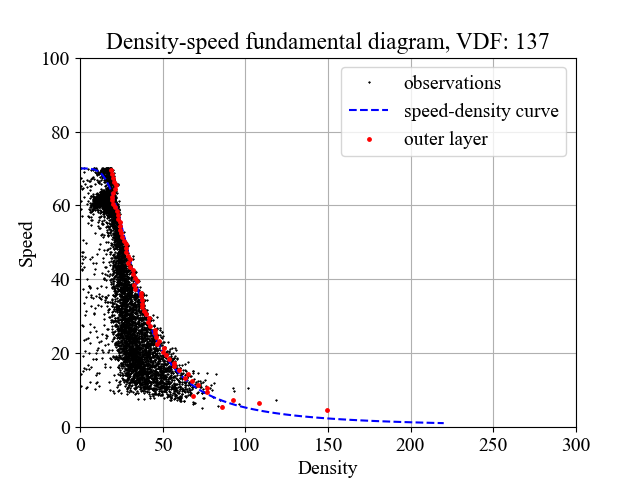 Density-speed fundamental diagram, VDF: 137
100
80
60
40
20
0
Speed
observations
speed-density curve
outer layer
0 50 100 150 200 250 300
Density